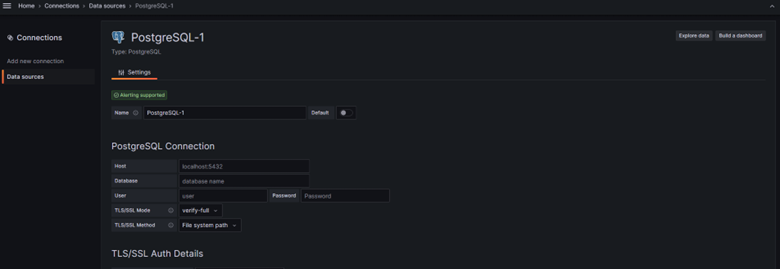 Home › Connections › Data sources › PostgreSQL-1
Connections
Add new connection
Data sources
PostgreSQL-1
Type: PostgreSQL
Explore data
Build a dashboard
Settings
Alerting supported
Name PostgreSQL-1 Default
PostgreSQL Connection
Host localhost:5432
Database database name
User user Password Password
TLS/SSL Mode verify-full
TLS/SSL Method File system path
TLS/SSL Auth Details